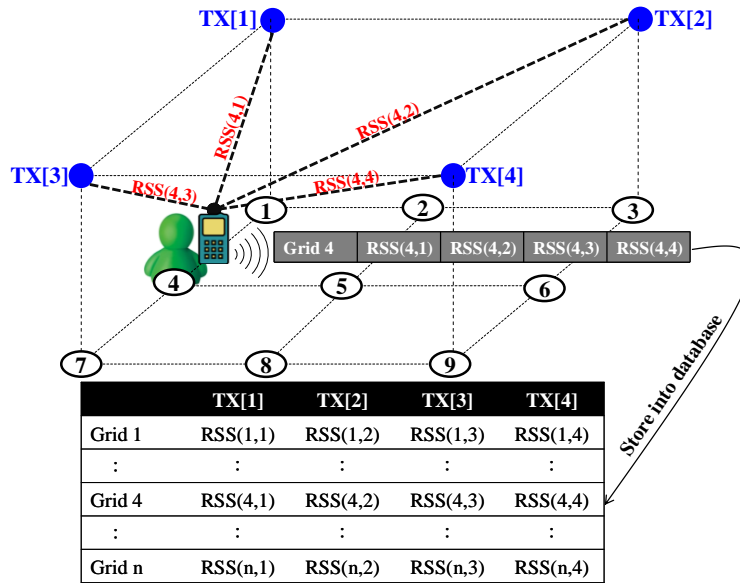 TX[1]
TX[2]
RSS(4,1)
RSS(4,2)
TX[3]
RSS(4,3)
RSS(4,4)
TX[4]
1
2
3
Grid 4 RSS(4,1) RSS(4,2) RSS(4,3) RSS(4,4)
4
5
6
7
8
9
Store into database
TX[1] TX[2] TX[3] TX[4]
Grid 1 RSS(1,1) RSS(1,2) RSS(1,3) RSS(1,4)
: : : : :
Grid 4 RSS(4,1) RSS(4,2) RSS(4,3) RSS(4,4)
: : : : :
Grid n RSS(n,1) RSS(n,2) RSS(n,3) RSS(n,4)